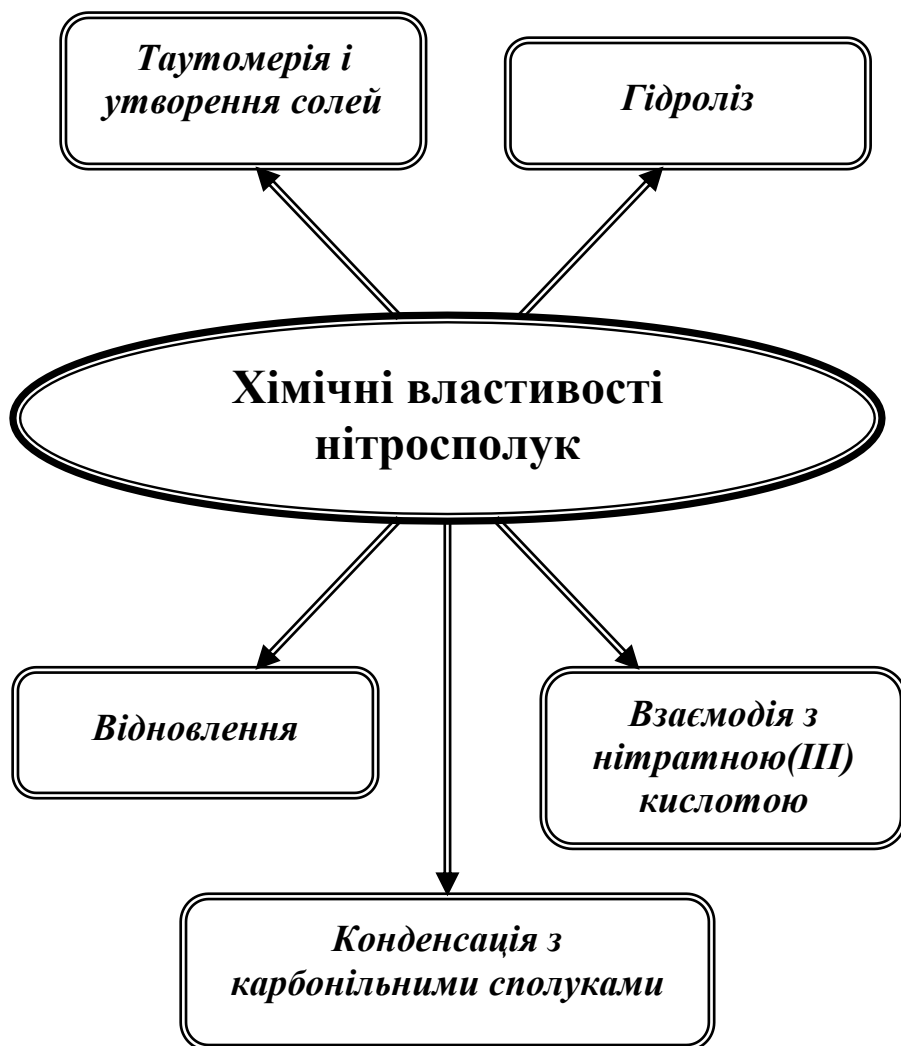 Таутомерія і
утворення солей
Гідроліз
Хімічні властивості
нітросполук
Відновлення
Взаємодія з
нітратною(III)
кислотою
Конденсація з
карбонільними сполуками